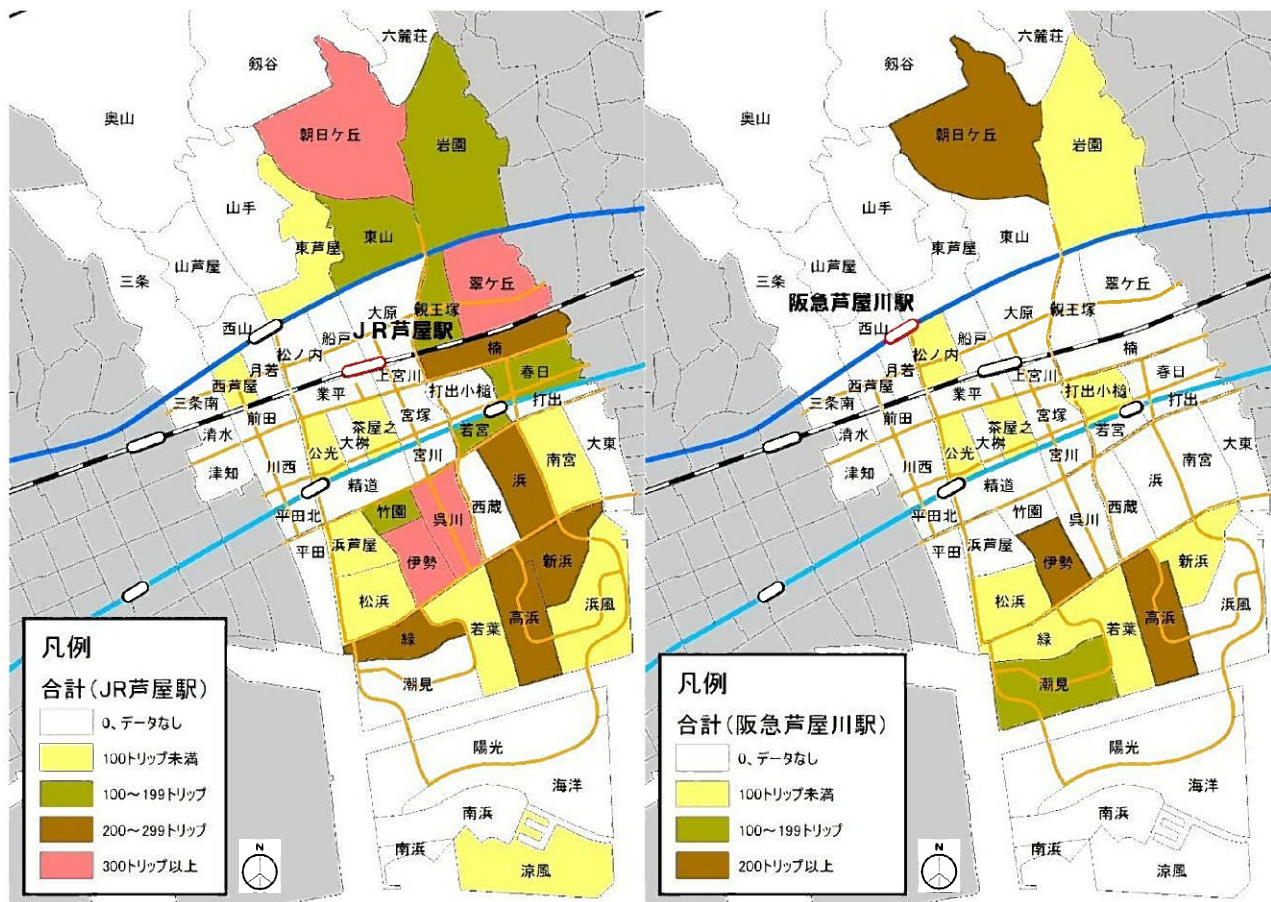 六麓荘
剱谷
奥山
朝日ケ丘
岩園
山手
東芦屋
東山
山芦屋
三条
翠ケ丘
西山
大原
親王塚
船戸
JR芦屋駅
松ノ内
月若
楠
西芦屋
上宮川
春日
三条南
業平
打出小槌
前田
打出
清水
茶屋之
宮塚
大桝
若宮
公光
大東
津知
川西
宮川
南宮
精道
浜
平田北
竹園
呉川
西蔵
平田
浜芦屋
伊勢
新浜
松浜
浜風
高浜
緑
若葉
潮見
陽光
海洋
南浜
南浜
涼風
凡例
合計(JR芦屋駅)
0、データなし
100トリップ未満
100~199トリップ
200~299トリップ
300トリップ以上
N
六麓荘
剱谷
奥山
朝日ケ丘
岩園
山手
東芦屋
東山
山芦屋
三条
翠ケ丘
阪急芦屋川駅
西山
大原
親王塚
船戸
松ノ内
月若
楠
西芦屋
上宮川
春日
三条南
業平
打出小槌
前田
打出
清水
茶屋之
宮塚
大桝
若宮
公光
大東
津知
川西
宮川
南宮
精道
浜
平田北
竹園
呉川
西蔵
平田
浜芦屋
伊勢
新浜
松浜
浜風
高浜
緑
若葉
潮見
陽光
海洋
南浜
南浜
涼風
凡例
合計(阪急芦屋川駅)
0、データなし
100トリップ未満
100~199トリップ
200トリップ以上
N